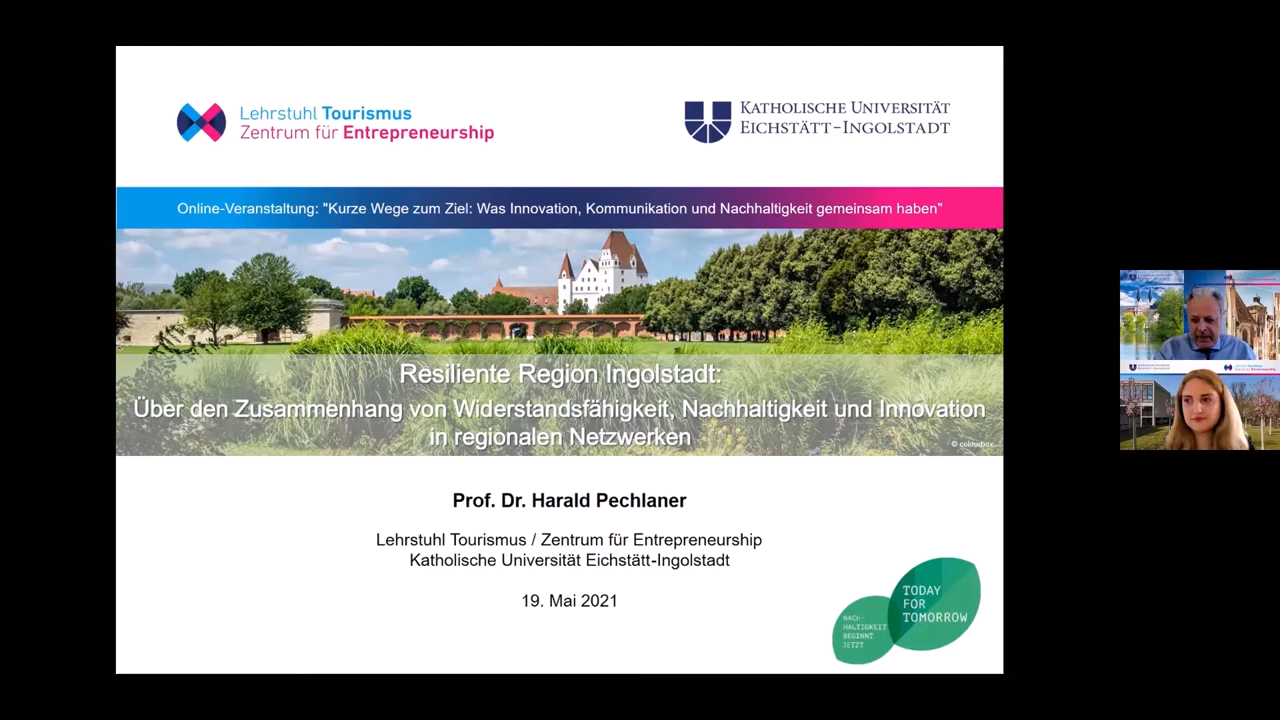 Lehrstuhl Tourismus
Zentrum für Entrepreneurship
KATHOLISCHE UNIVERSITÄT
EICHSTÄTT-INGOLSTADT
Online-Veranstaltung: "Kurze Wege zum Ziel: Was Innovation, Kommunikation und Nachhaltigkeit gemeinsam haben"
Resiliente Region Ingolstadt:
Über den Zusammenhang von Widerstandsfähigkeit, Nachhaltigkeit und Innovation
in regionalen Netzwerken
© colourbox
Prof. Dr. Harald Pechlaner
Lehrstuhl Tourismus / Zentrum für Entrepreneurship
Katholische Universität Eichstätt-Ingolstadt
19. Mai 2021
TODAY
FOR
TOMORROW
NACH-
HALTIGKEIT
BEGINNT
JETZT